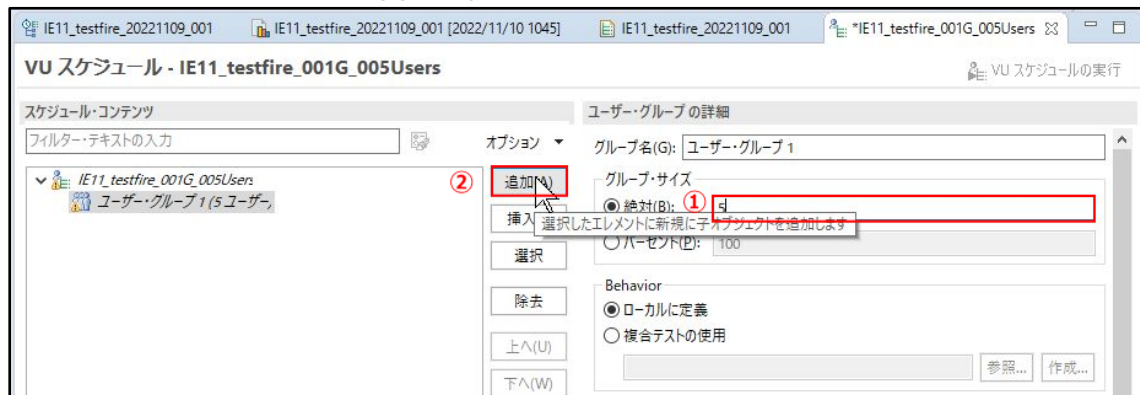 IE11_testfire_20221109_001
IE11_testfire_20221109_001 [2022/11/10 1045]
IE11_testfire_20221109_001
*IE11_testfire_001G_005Users
VU スケジュール - IE11_testfire_001G_005Users
VU スケジュールの実行
スケジュール・コンテンツ
フィルター・テキストの入力
オプション
IE11_testfire_001G_005Users
ユーザー・グループ 1 (5 ユーザー,
② 追加(A)
挿入
選択
除去
上へ(U)
下へ(W)
ユーザー・グループ の詳細
グループ名(G): ユーザー・グループ 1
グループ・サイズ
絶対(B): ① 5
選択したエレメントに新規に子オブジェクトを追加します
パーセント(P): 100
Behavior
ローカルに定義
複合テストの使用
参照... 作成...